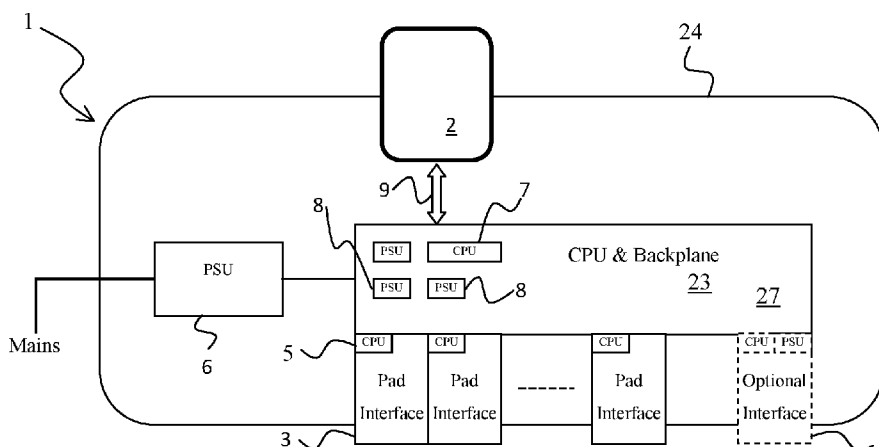 1
24
2
9
7
8
PSU
CPU
CPU & Backplane
PSU
PSU
PSU
8
23
27
Mains
6
5
CPU
CPU
CPU
CPU
PSU
Pad
Interface
Pad
Interface
--------
Pad
Interface
Optional
Interface
3